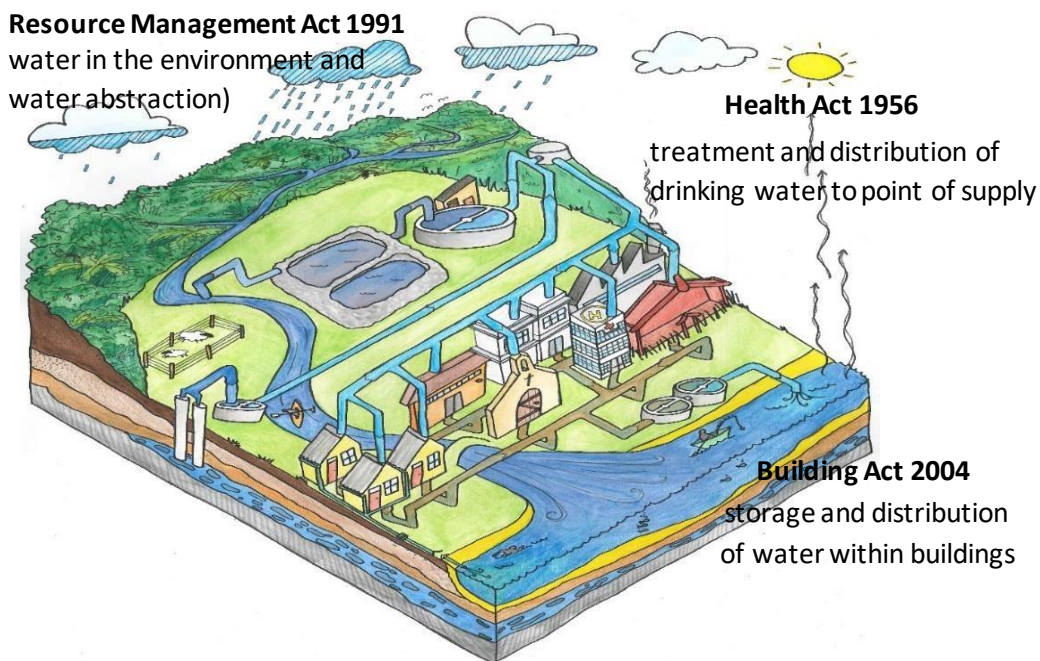 Resource Management Act 1991
water in the environment and
water abstraction)
Health Act 1956
treatment and distribution of
drinking water to point of supply
H
Building Act 2004
storage and distribution
of water within buildings